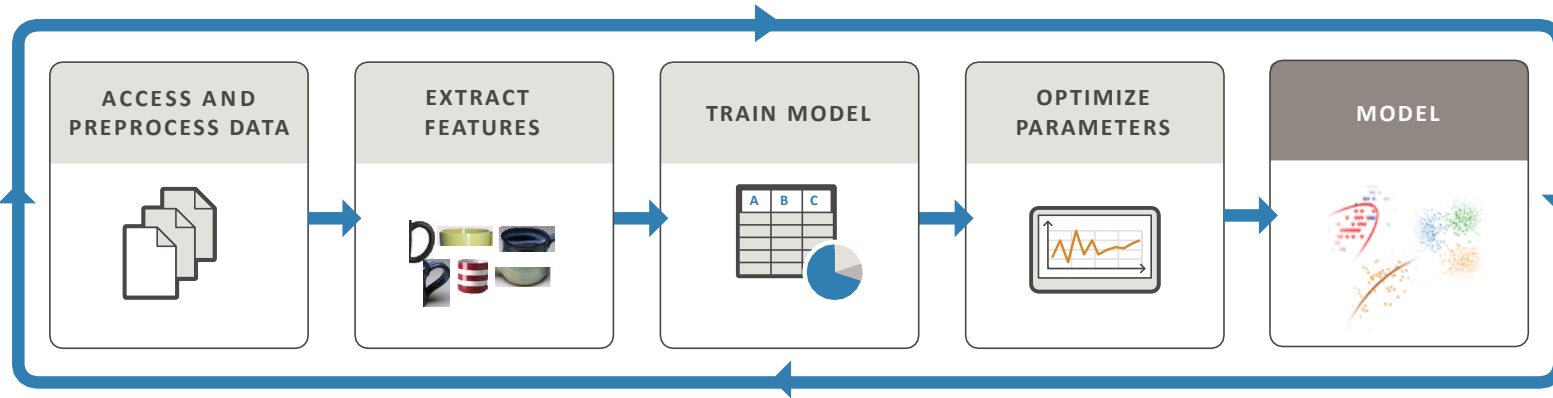 ACCESS AND
PREPROCESS DATA
EXTRACT
FEATURES
TRAIN MODEL
A B C
OPTIMIZE
PARAMETERS
MODEL